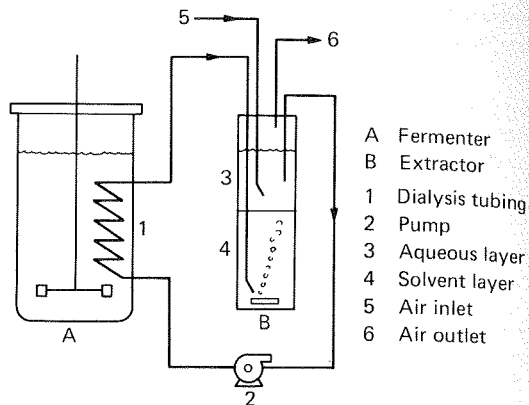 5
6
3
4
1
A
B
2
A Fermenter
B Extractor
1 Dialysis tubing
2 Pump
3 Aqueous layer
4 Solvent layer
5 Air inlet
6 Air outlet